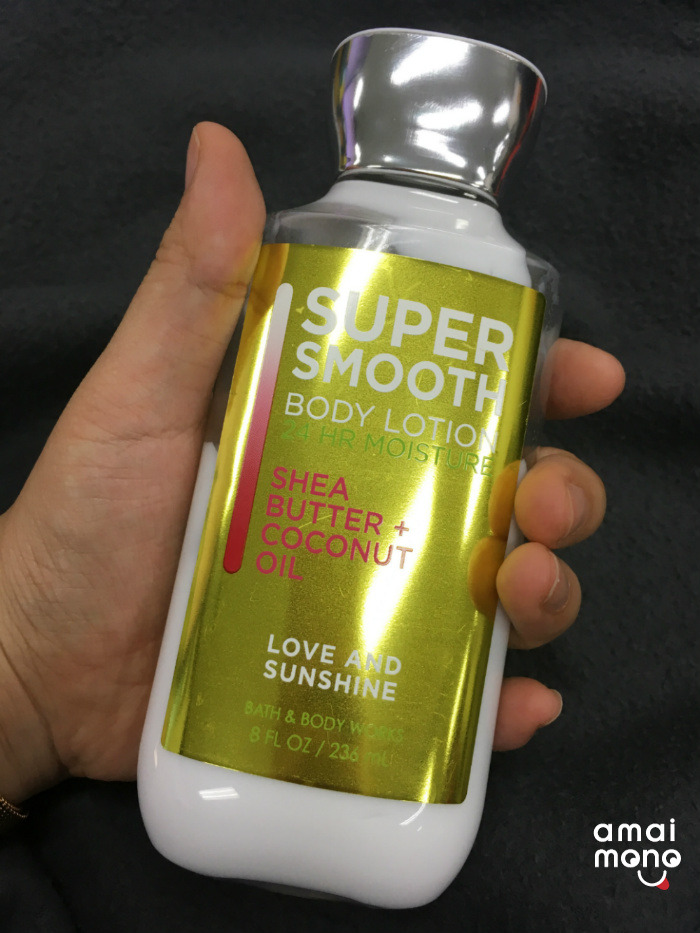 SUPER
SMOOTH
BODY LOTION
24 HR MOISTURE
SHEA
BUTTER +
COCONUT
OIL
LOVE AND
SUNSHINE
BATH & BODY WORKS
8 FL OZ / 236 mL
amai
mono